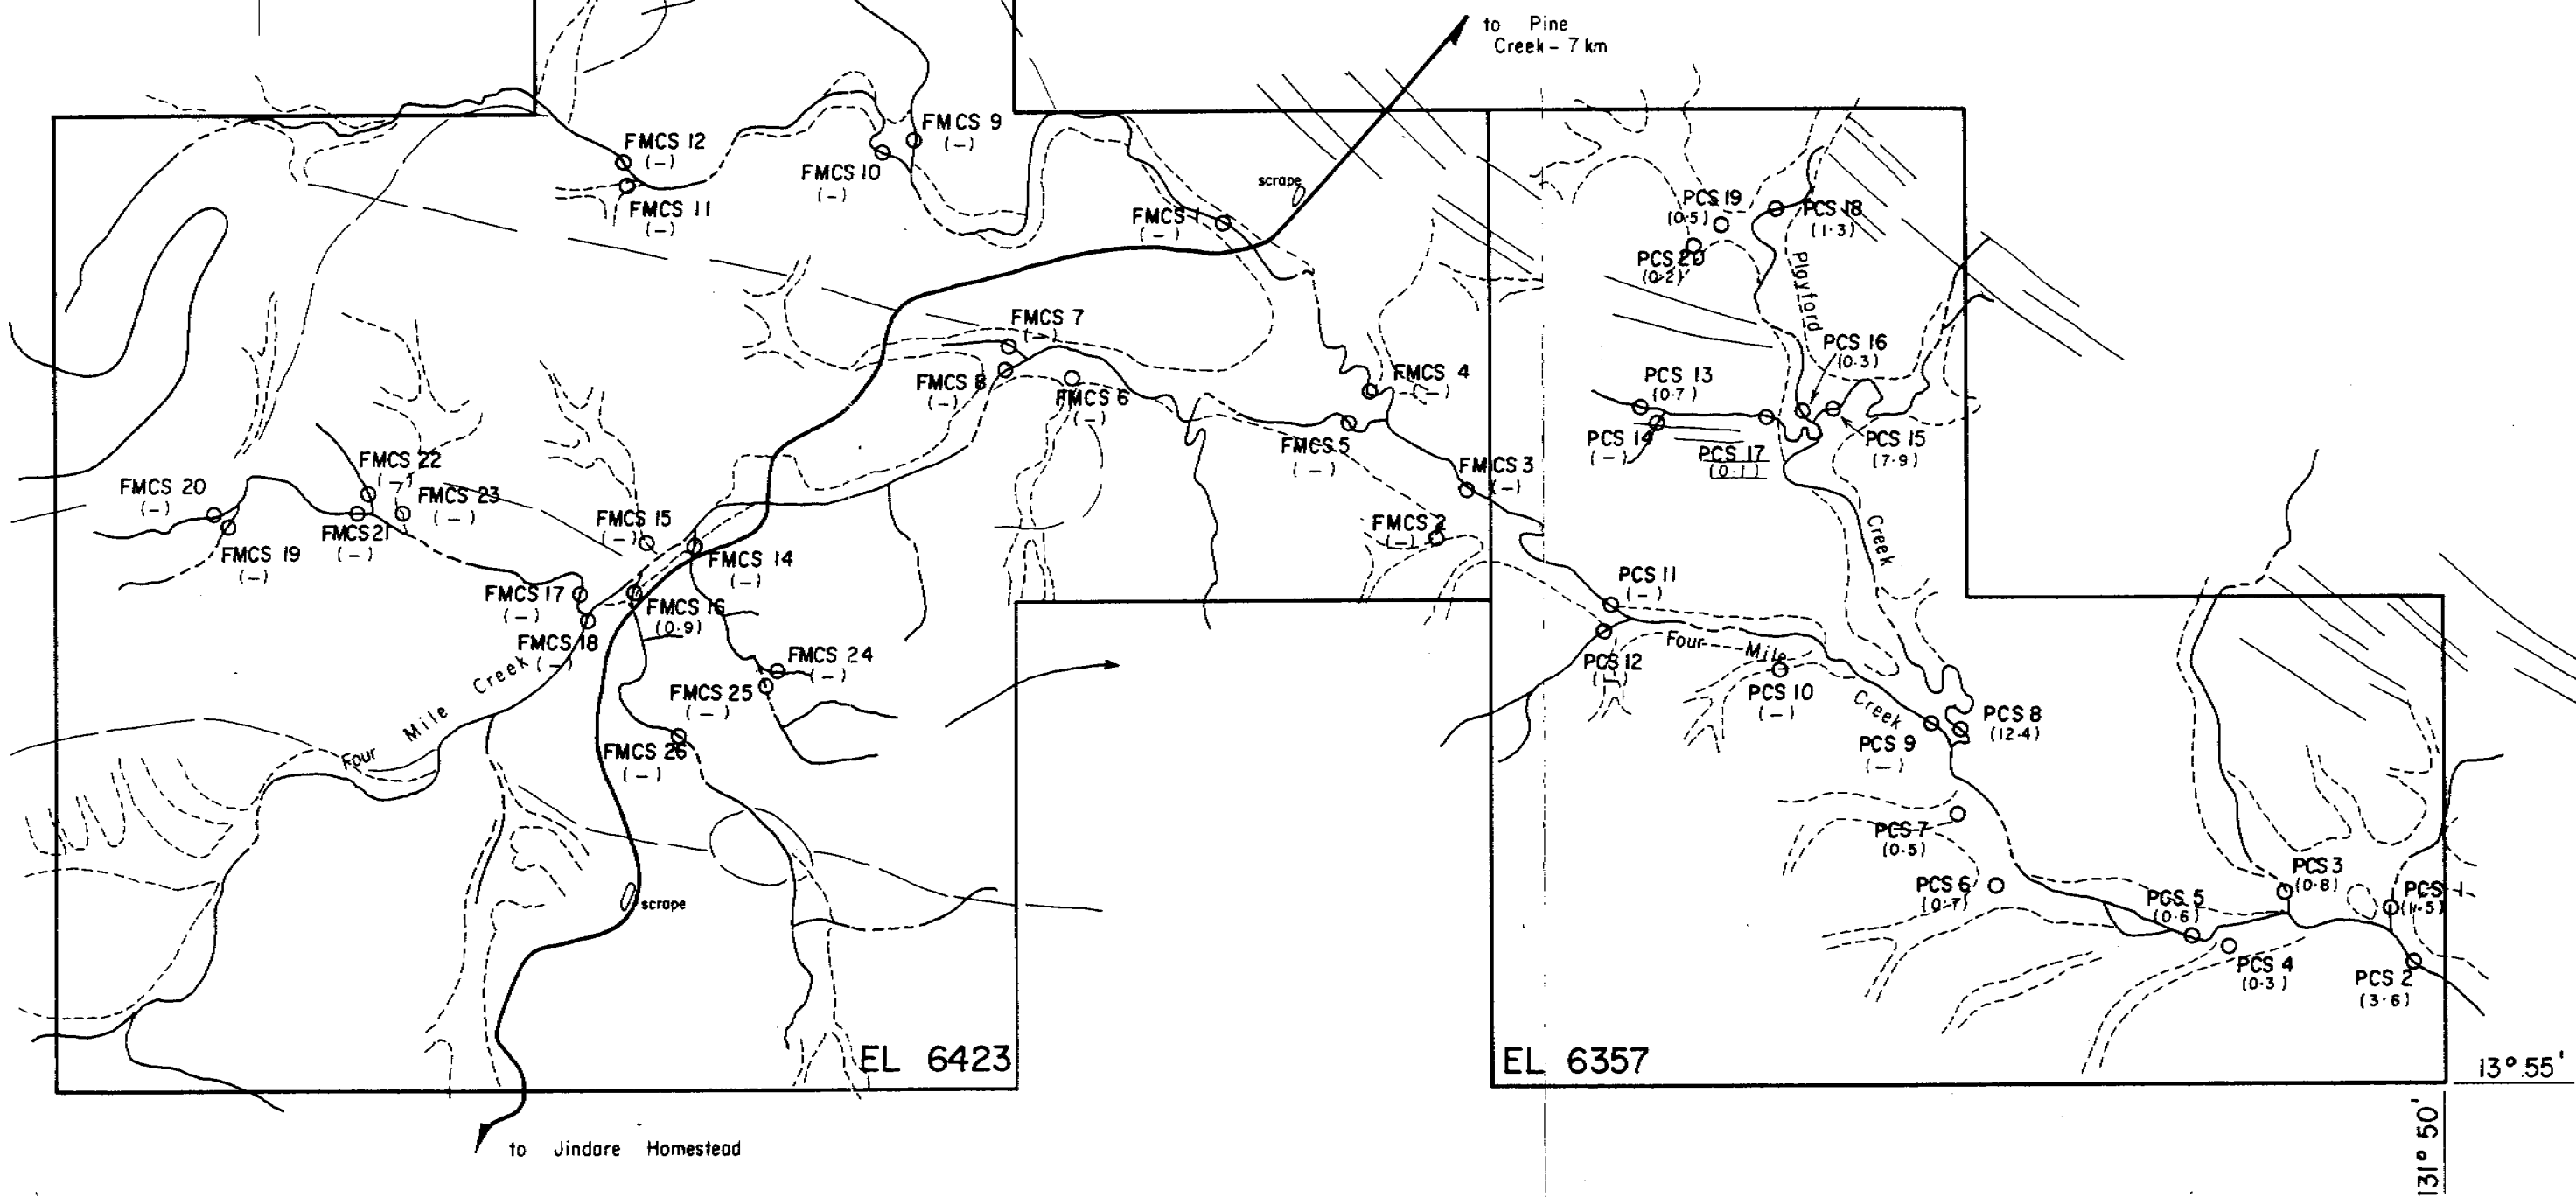 to Pine
Creek - 7 km
FMCS 12
(-)
FMCS 9
(-)
FMCS 10
(-)
FMCS 11
(-)
scrape
FMCS 1
(-)
PCS 19
(0·5)
PCS 18
(1·3)
PCS 20
(0·2)
Playford
FMCS 7
(-)
PCS 16
(0·3)
FMCS 8
(-)
FMCS 6
(-)
FMCS 4
(-)
PCS 13
(0·7)
PCS 14
(-)
PCS 17
(0·1)
PCS 15
(7·9)
FMCS 5
(-)
FMCS 3
(-)
FMCS 22
(-)
FMCS 20
(-)
FMCS 23
(-)
FMCS 21
(-)
FMCS 19
(-)
FMCS 15
(-)
FMCS 14
(-)
FMCS 2
(-)
Creek
FMCS 17
(-)
FMCS 16
(0·9)
FMCS 18
(-)
PCS 11
(-)
PCS 12
Four Mile
Creek
PCS 10
(-)
FMCS 24
(-)
FMCS 25
(-)
FMCS 26
(-)
Four Mile Creek
PCS 9
(-)
PCS 8
(12·4)
PCS 7
(0·5)
PCS 6
(0·7)
PCS 5
(0·6)
PCS 3
(0·8)
PCS 1
(1·5)
PCS 4
(0·3)
PCS 2
(3·6)
scrape
EL 6423
EL 6357
13° 55'
131° 50'
to Jindare Homestead